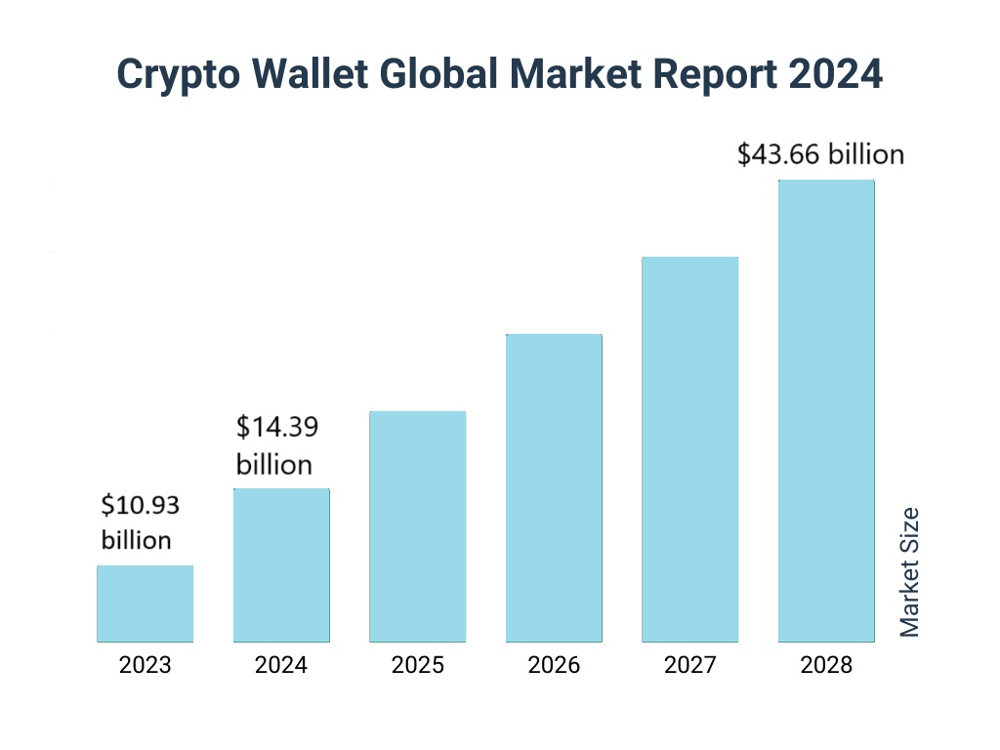 Crypto Wallet Global Market Report 2024
$43.66 billion
$14.39
billion
$10.93
billion
Market Size
2023
2024
2025
2026
2027
2028